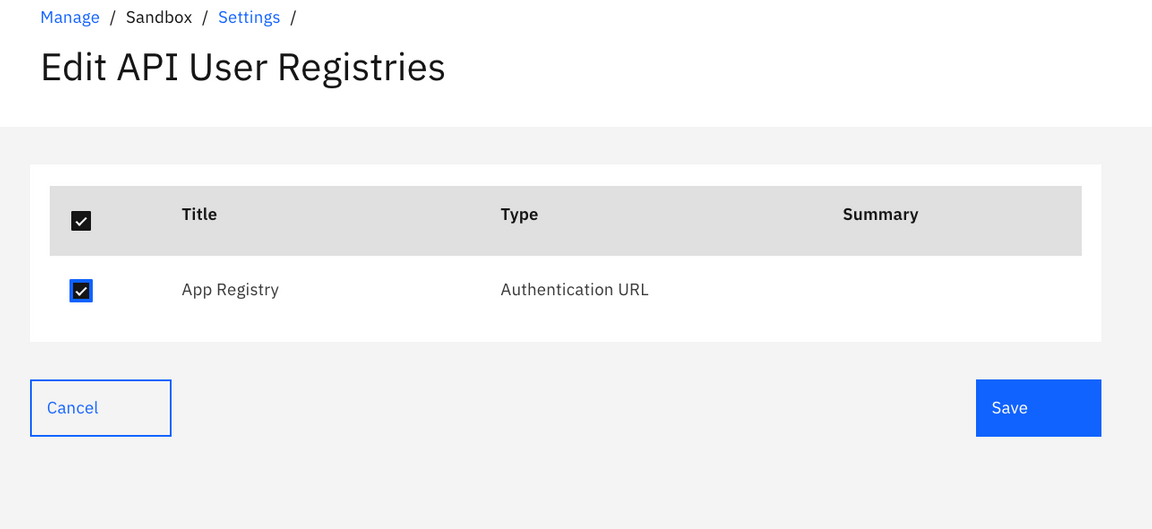 Manage / Sandbox / Settings /
Edit API User Registries
Title Type Summary
App Registry Authentication URL
Cancel Save